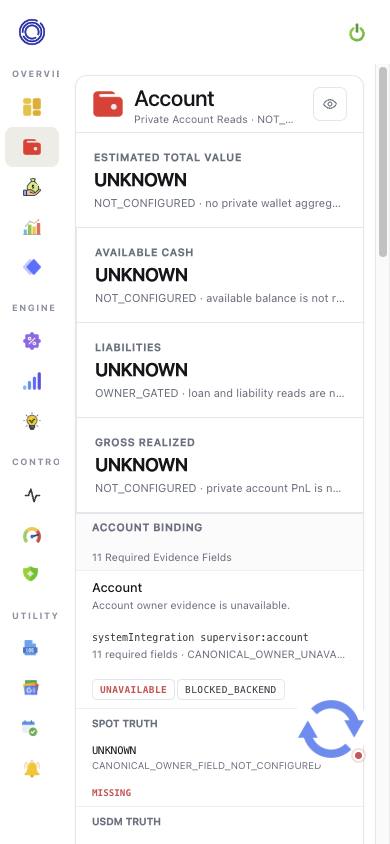 OVERVIE
Account
Private Account Reads · NOT_...
ESTIMATED TOTAL VALUE
UNKNOWN
NOT_CONFIGURED · no private wallet aggreg...
AVAILABLE CASH
UNKNOWN
NOT_CONFIGURED · available balance is not r...
LIABILITIES
UNKNOWN
OWNER_GATED · loan and liability reads are n...
GROSS REALIZED
UNKNOWN
NOT_CONFIGURED · private account PnL is n...
ENGINE
CONTRO
UTILITY
ACCOUNT BINDING
11 Required Evidence Fields
Account
Account owner evidence is unavailable.
systemIntegration supervisor:account
11 required fields · CANONICAL_OWNER_UNAVA...
UNAVAILABLE
BLOCKED_BACKEND
SPOT TRUTH
UNKNOWN
CANONICAL_OWNER_FIELD_NOT_CONFIGURED
MISSING
USDM TRUTH